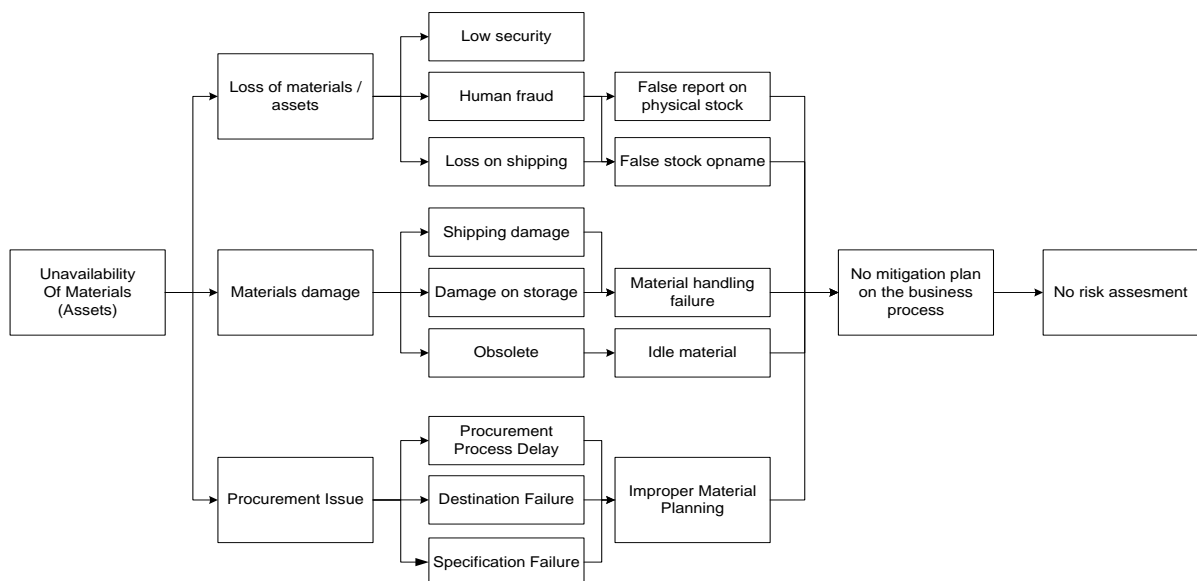 Low security
Loss of materials /
assets
Human fraud
False report on
physical stock
Loss on shipping
False stock opname
Shipping damage
Unavailability
Of Materials
(Assets)
Materials damage
Damage on storage
Material handling
failure
No mitigation plan
on the business
process
No risk assesment
Obsolete
Idle material
Procurement
Process Delay
Procurement Issue
Destination Failure
Improper Material
Planning
Specification Failure